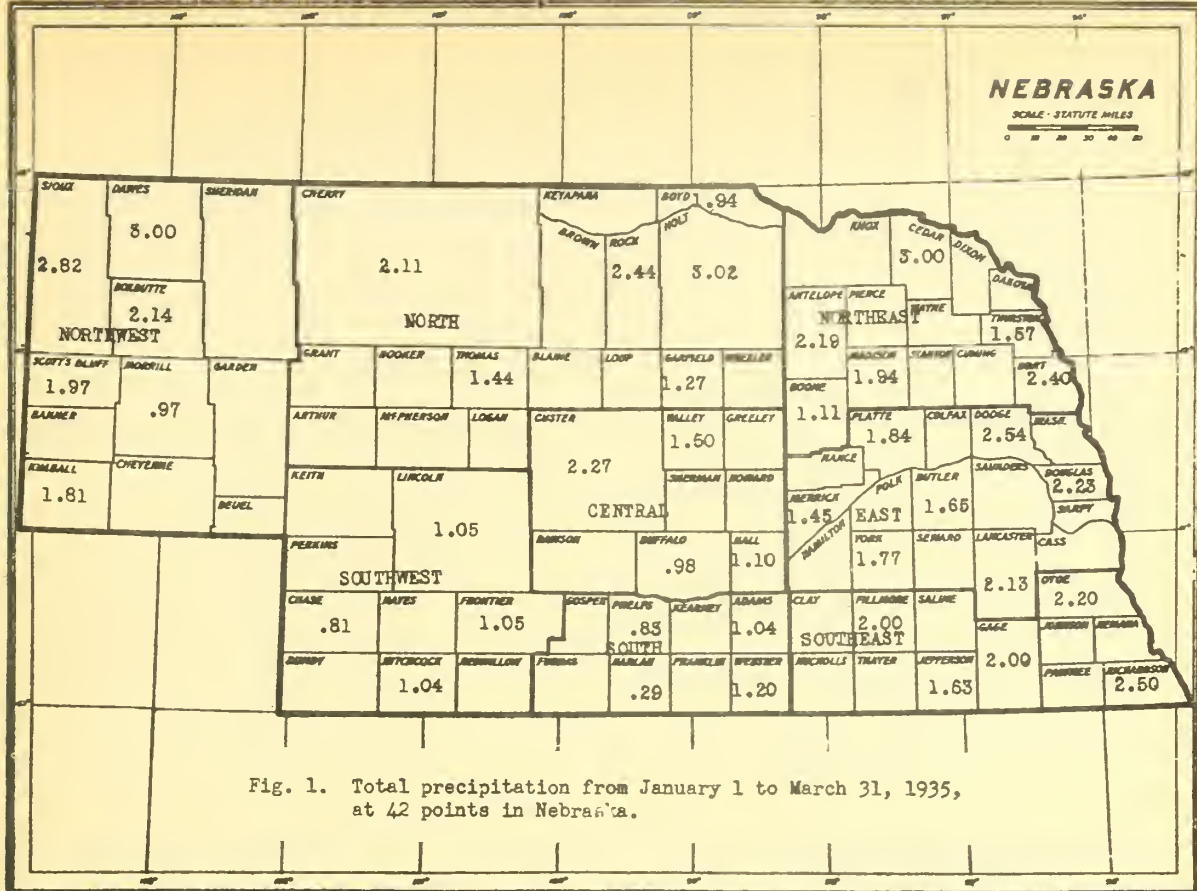 NEBRASKA
SCALE - STATUTE MILES
0 10 20 30 40 50
SIOUX
2.82
DAWES
3.00
SHERIDAN
BOXBUTTE
2.14
NORTHWEST
CHERRY
2.11
NORTH
KEYAPAHA
BROWN
ROCK
2.44
BOYD
1.94
HOLT
3.02
KNOX
CEDAR
3.00
DIXON
DAKOTA
ANTELOPE
2.19
PIERCE
NORTHEAST
WAYNE
THURSTON
1.57
SCOTT'S BLUFF
1.97
MORRILL
.97
GARDEN
BANNER
KIMBALL
1.81
CHEYENNE
DEUEL
GRANT
HOOKER
THOMAS
1.44
BLAINE
LOUP
GARFIELD
1.27
WHEELER
BOONE
1.11
MADISON
1.94
STANTON
CUMING
BURT
2.40
ARTHUR
McPHERSON
LOGAN
CUSTER
2.27
VALLEY
1.50
GREELEY
PLATTE
1.84
COLFAX
DODGE
2.54
WASH.
NANCE
KEITH
LINCOLN
1.05
CENTRAL
SHERMAN
HOWARD
MERRICK
1.45
POLK
EAST
BUTLER
1.65
SAUNDERS
DOUGLAS
2.23
SARPY
PERKINS
SOUTHWEST
DAWSON
BUFFALO
.98
HALL
1.10
HAMILTON
YORK
1.77
SEWARD
LANCASTER
2.13
CASS
OTOE
2.20
CHASE
.81
HAYES
FRONTIER
1.05
GOSPER
PHELPS
.83
KEARNEY
ADAMS
1.04
CLAY
FILLMORE
2.00
SALINE
SOUTH
SOUTHEAST
GAGE
2.00
JOHNSON
NEMAHA
DUNDY
HITCHCOCK
1.04
REDWILLOW
FURNAS
HARLAN
.29
FRANKLIN
WEBSTER
1.20
NUCKOLLS
THAYER
JEFFERSON
1.63
PAWNEE
RICHARDSON
2.50
Fig. 1. Total precipitation from January 1 to March 31, 1935,
at 42 points in Nebraska.